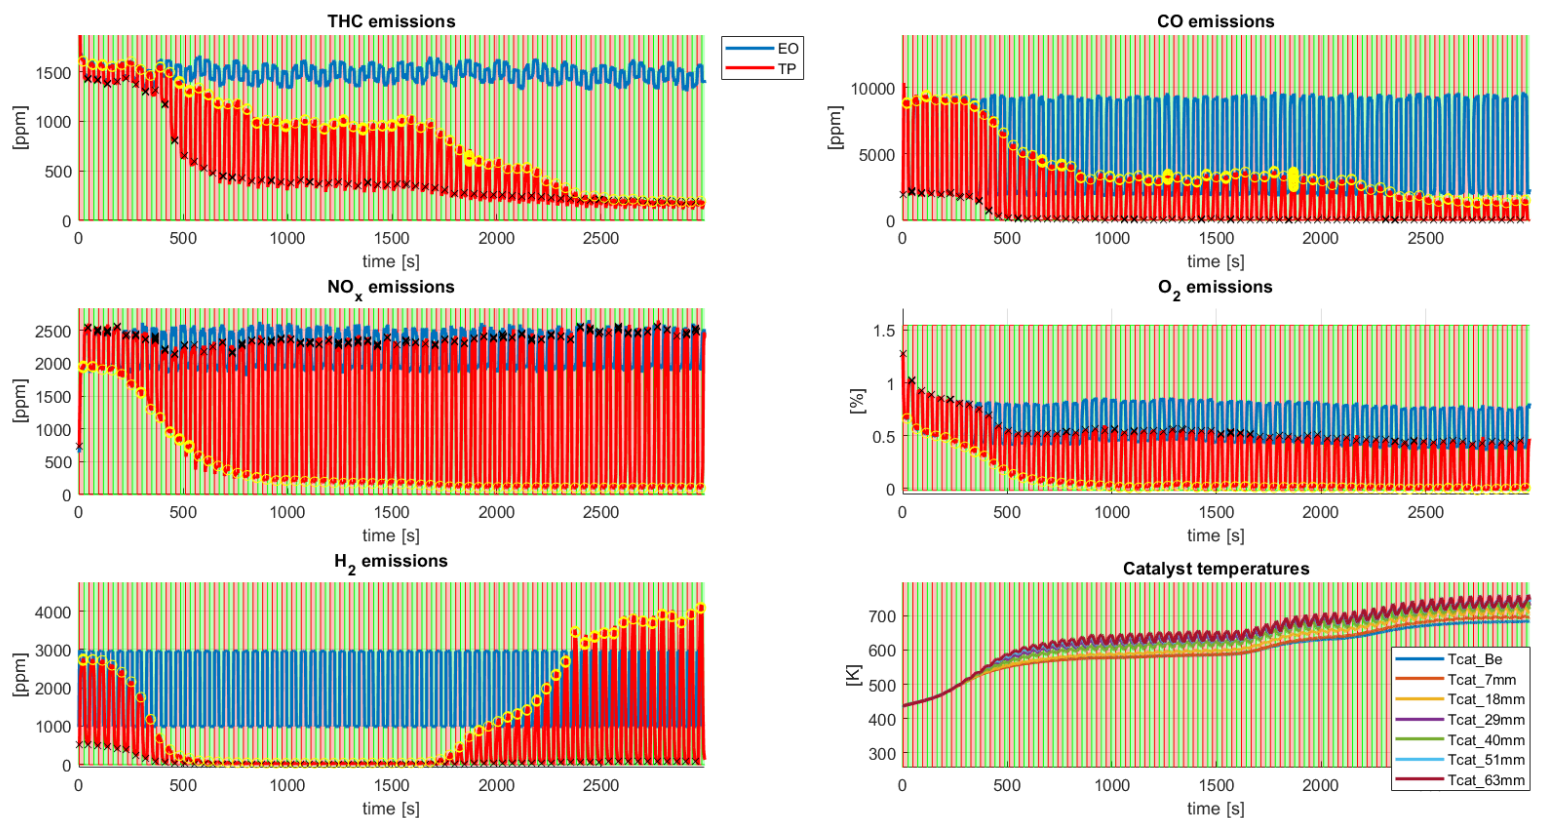 THC emissions
[ppm]
1500
1000
500
0
0 500 1000 1500 2000 2500
time [s]
EO
TP
CO emissions
[ppm]
10000
5000
0
0 500 1000 1500 2000 2500
time [s]
NOx emissions
[ppm]
2500
2000
1500
1000
500
0
0 500 1000 1500 2000 2500
time [s]
O2 emissions
[%]
1.5
1
0.5
0
0 500 1000 1500 2000 2500
time [s]
H2 emissions
[ppm]
4000
3000
2000
1000
0
0 500 1000 1500 2000 2500
time [s]
Catalyst temperatures
[K]
700
600
500
400
300
0 500 1000 1500 2000 2500
time [s]
Tcat_Be
Tcat_7mm
Tcat_18mm
Tcat_29mm
Tcat_40mm
Tcat_51mm
Tcat_63mm